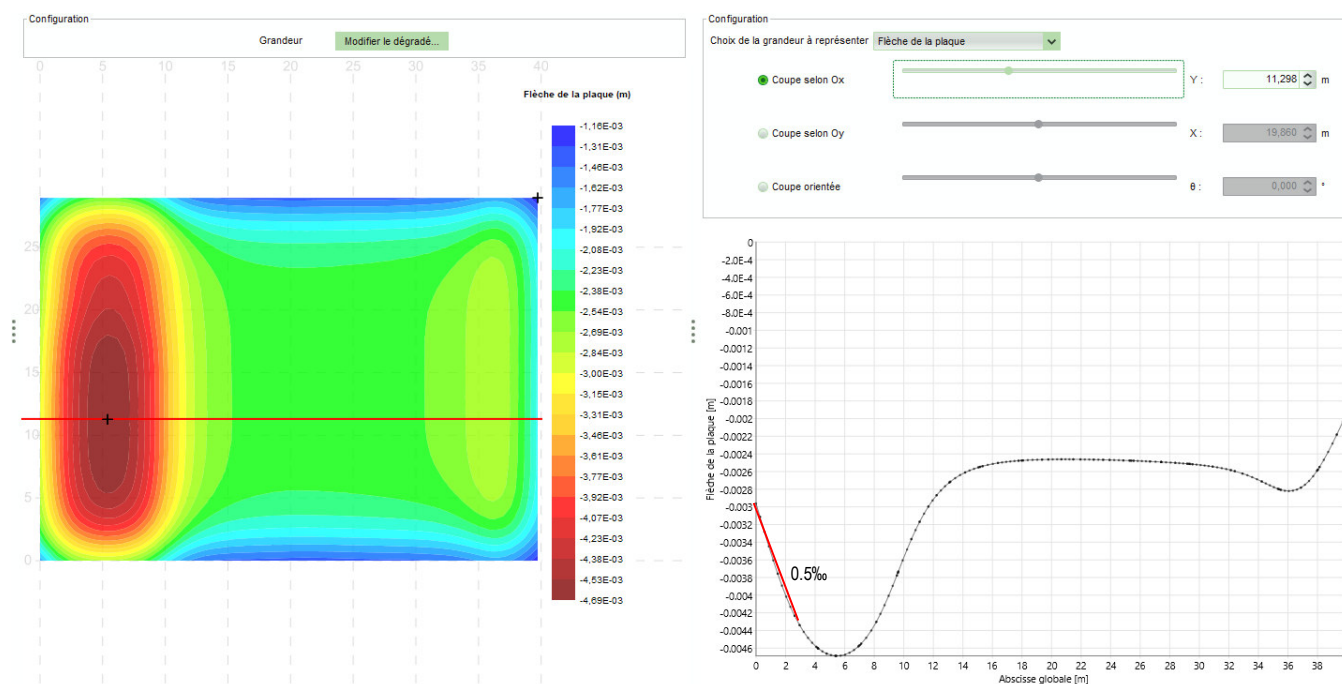 Configuration
Grandeur Modifier le dégradé...
0 5 10 15 20 25 30 35 40
Flèche de la plaque (m)
-1,16E-03
-1,31E-03
-1,46E-03
-1,62E-03
-1,77E-03
-1,92E-03
-2,08E-03
-2,23E-03
-2,38E-03
-2,54E-03
-2,69E-03
-2,84E-03
-3,00E-03
-3,15E-03
-3,31E-03
-3,46E-03
-3,61E-03
-3,77E-03
-3,92E-03
-4,07E-03
-4,23E-03
-4,38E-03
-4,53E-03
-4,69E-03
25
20
15
10
5
0
Configuration
Choix de la grandeur à représenter Flèche de la plaque
Coupe selon Ox Y : 11,298 m
Coupe selon Oy X : 19,860 m
Coupe orientée θ : 0,000 °
Flèche de la plaque [m]
0
-2.0E-4
-4.0E-4
-6.0E-4
-8.0E-4
-0.001
-0.0012
-0.0014
-0.0016
-0.0018
-0.002
-0.0022
-0.0024
-0.0026
-0.0028
-0.003
-0.0032
-0.0034
-0.0036
-0.0038
-0.004
-0.0042
-0.0044
-0.0046
0.5‰
0 2 4 6 8 10 12 14 16 18 20 22 24 26 28 30 32 34 36 38
Abscisse globale [m]